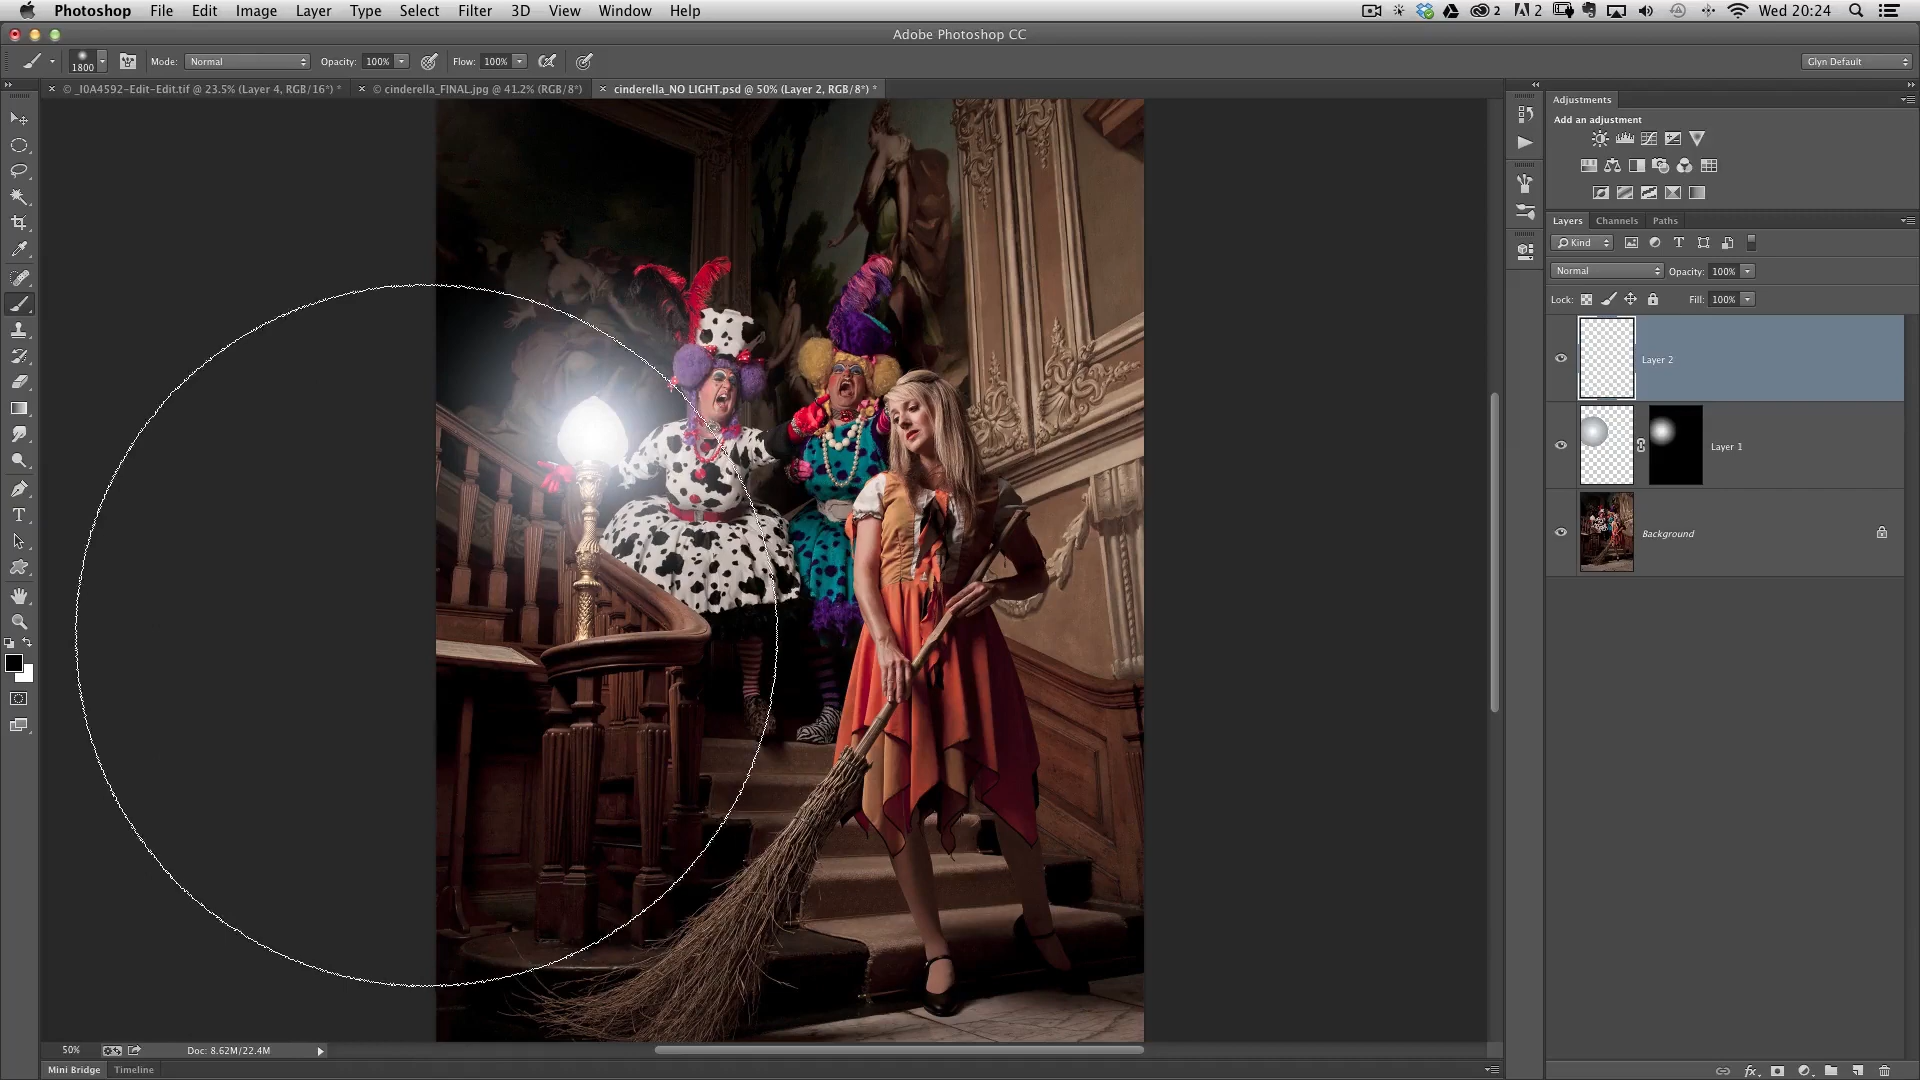 Photoshop File Edit Image Layer Type Select Filter 3D View Window Help 2 2 Wed 20:24
Adobe Photoshop CC
1800 Mode: Normal Opacity: 100% Flow: 100% Glyn Default
© _I0A4592-Edit-Edit.tif @ 23.5% (Layer 4, RGB/16*) * © cinderella_FINAL.jpg @ 41.2% (RGB/8*) cinderella_NO LIGHT.psd @ 50% (Layer 2, RGB/8*) *
Adjustments
Add an adjustment
Layers Channels Paths
Kind
Normal Opacity: 100%
Lock: Fill: 100%
Layer 2
Layer 1
Background
50% Doc: 8.62M/22.4M
Mini Bridge Timeline